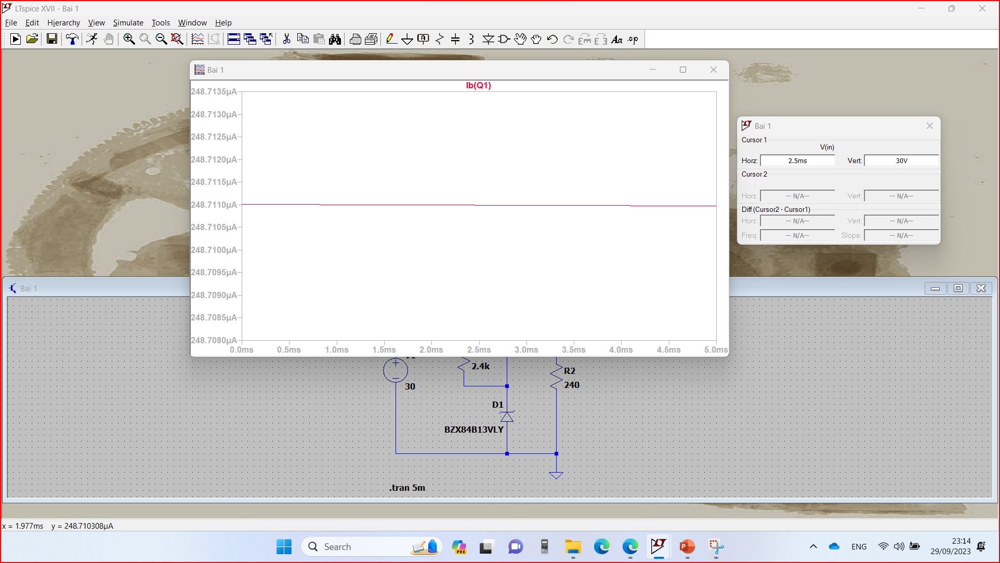 LTspice XVII - Bai 1
File Edit Hierarchy View Simulate Tools Window Help
Bai 1
Ib(Q1)
248.7135µA
248.7130µA
248.7125µA
248.7120µA
248.7115µA
248.7110µA
248.7105µA
248.7100µA
248.7095µA
248.7090µA
248.7085µA
248.7080µA
0.0ms 0.5ms 1.0ms 1.5ms 2.0ms 2.5ms 3.0ms 3.5ms 4.0ms 4.5ms 5.0ms
Bai 1
Cursor 1
V(in)
Horz: 2.5ms Vert: 30V
Cursor 2
Horz: -- N/A-- Vert: -- N/A--
Diff (Cursor2 - Cursor1)
Horz: -- N/A-- Vert: -- N/A--
Freq: -- N/A-- Slope: -- N/A--
Bai 1
2.4k
R2
30
240
D1
BZX84B13VLY
.tran 5m
x = 1.977ms y = 248.710308µA
Search
PRE
ENG
23:14
29/09/2023